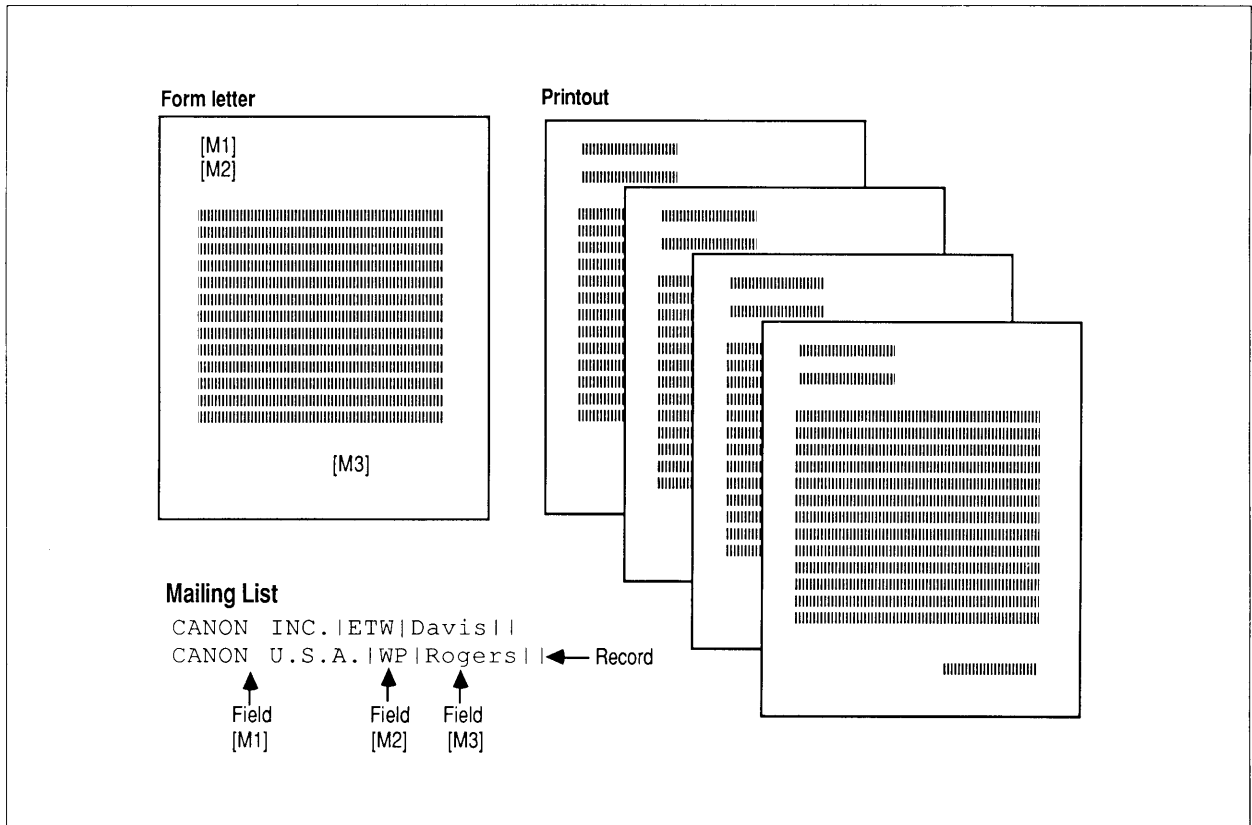 Form letter
[M1]
[M2]
[M3]
Printout
Mailing List
CANON INC.|ETW|Davis||
CANON U.S.A.|WP|Rogers|| Record
Field Field Field
[M1] [M2] [M3]